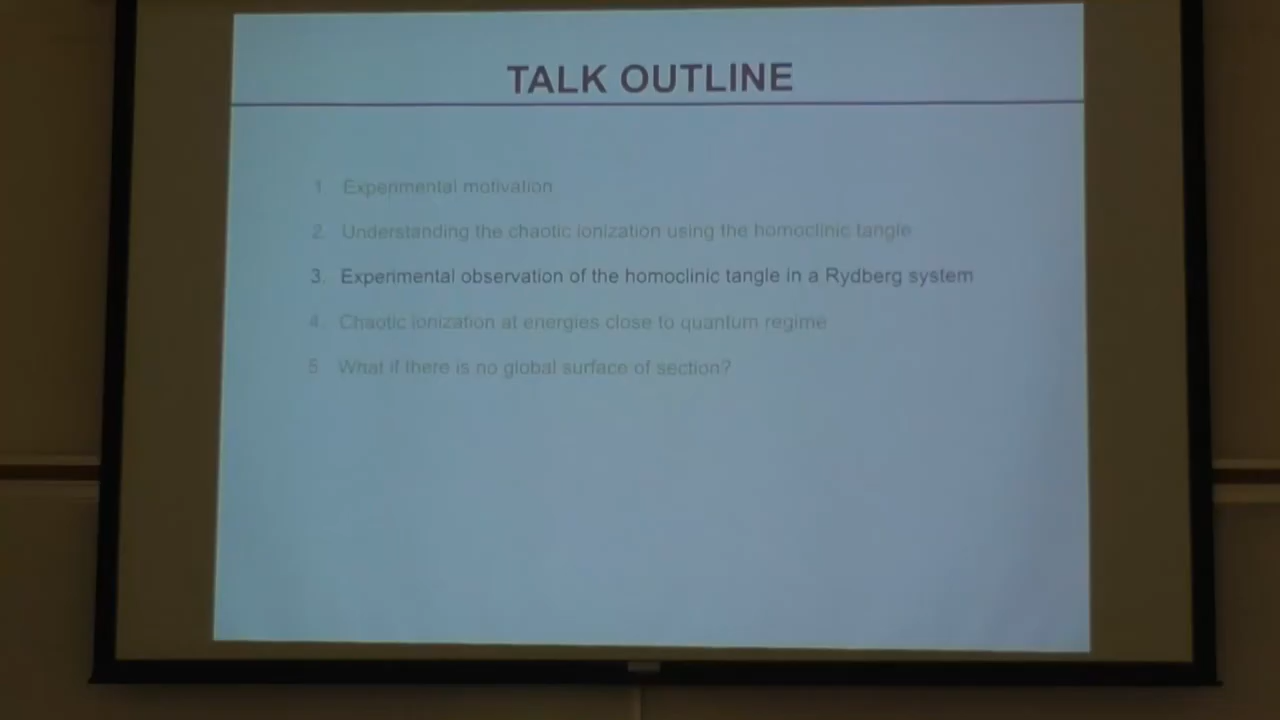 TALK OUTLINE
1. Experimental motivation
2. Understanding the chaotic ionization using the homoclinic tangle
3. Experimental observation of the homoclinic tangle in a Rydberg system
4. Chaotic ionization at energies close to quantum regime
5. What if there is no global surface of section?